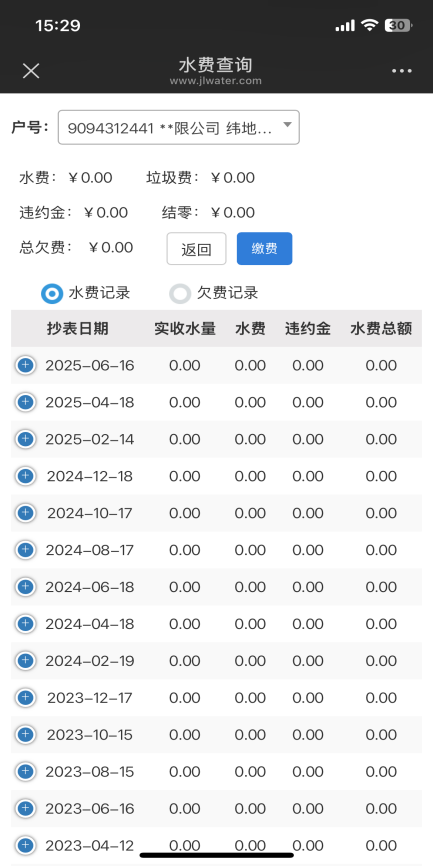 15:29
30
水费查询
www.jlwater.com
户号: 9094312441 **限公司 纬地...
水费: ￥0.00 垃圾费: ￥0.00
违约金: ￥0.00 结零: ￥0.00
总欠费: ￥0.00 返回 缴费
水费记录 欠费记录
抄表日期 实收水量 水费 违约金 水费总额
2025-06-16 0.00 0.00 0.00 0.00
2025-04-18 0.00 0.00 0.00 0.00
2025-02-14 0.00 0.00 0.00 0.00
2024-12-18 0.00 0.00 0.00 0.00
2024-10-17 0.00 0.00 0.00 0.00
2024-08-17 0.00 0.00 0.00 0.00
2024-06-18 0.00 0.00 0.00 0.00
2024-04-18 0.00 0.00 0.00 0.00
2024-02-19 0.00 0.00 0.00 0.00
2023-12-17 0.00 0.00 0.00 0.00
2023-10-15 0.00 0.00 0.00 0.00
2023-08-15 0.00 0.00 0.00 0.00
2023-06-16 0.00 0.00 0.00 0.00
2023-04-12 0.00 0.00 0.00 0.00